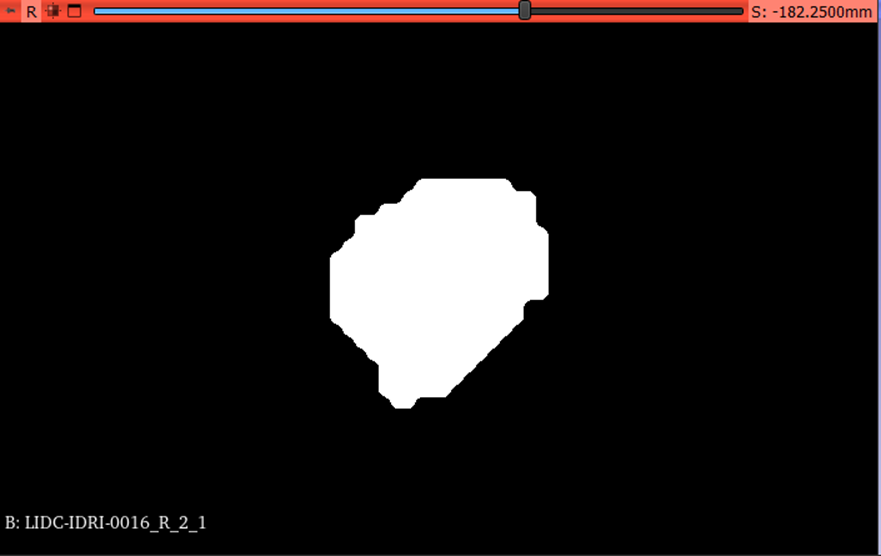 R
S: -182.2500mm
B: LIDC-IDRI-0016_R_2_1